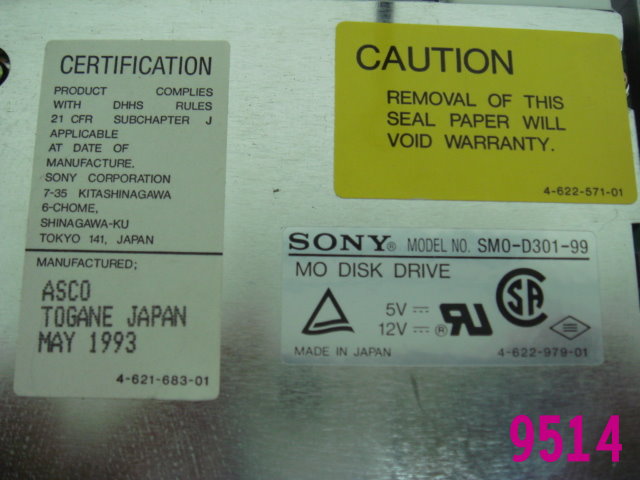 CERTIFICATION
PRODUCT COMPLIES
WITH DHHS RULES
21 CFR SUBCHAPTER J
APPLICABLE
AT DATE OF
MANUFACTURE.
SONY CORPORATION
7-35 KITASHINAGAWA
6-CHOME,
SHINAGAWA-KU
TOKYO 141, JAPAN
MANUFACTURED;
ASCO
TOGANE JAPAN
MAY 1993
4-621-683-01
CAUTION
REMOVAL OF THIS
SEAL PAPER WILL
VOID WARRANTY.
4-622-571-01
SONY® MODEL NO. SMO-D301-99
MO DISK DRIVE
5V ⎓
12V ⎓
® RU
SA
MADE IN JAPAN
4-622-979-01
9514